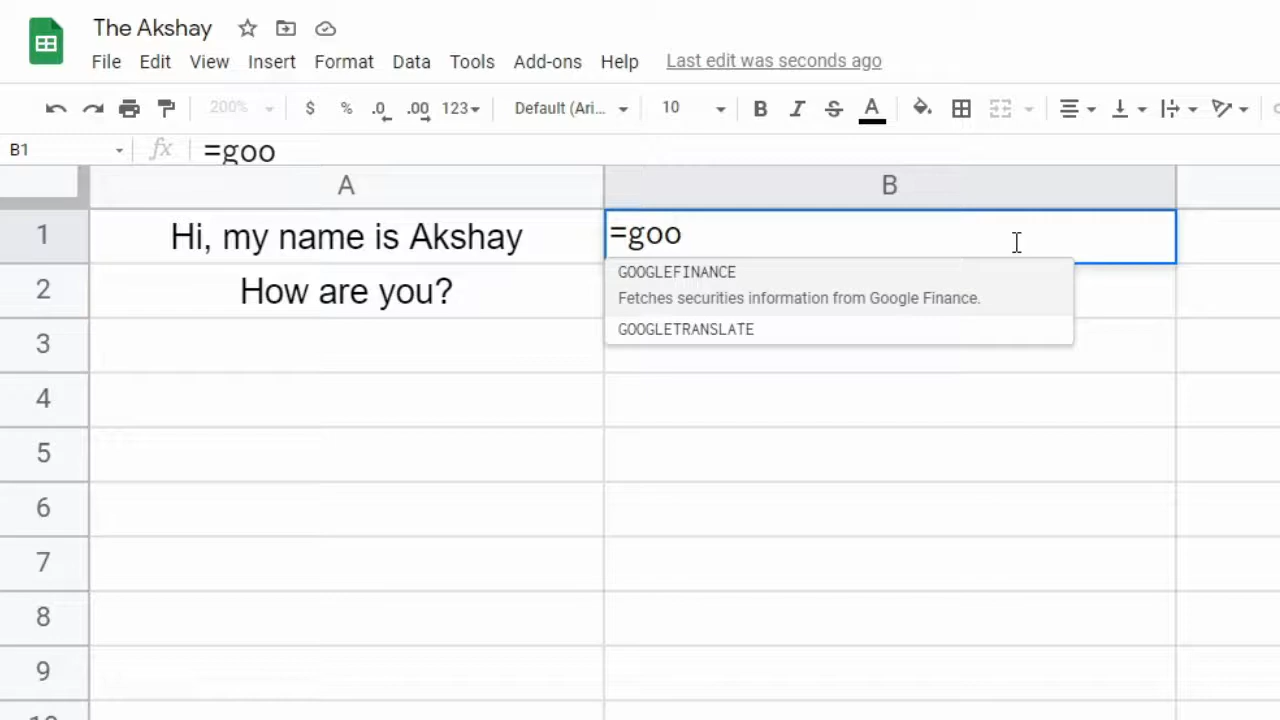 The Akshay
File Edit View Insert Format Data Tools Add-ons Help Last edit was seconds ago
200% $ % .0 .00 123 Default (Ari... 10 B I S A
B1 fx =goo
A B
1 Hi, my name is Akshay =goo
GOOGLEFINANCE
2 How are you? Fetches securities information from Google Finance.
GOOGLETRANSLATE
3
4
5
6
7
8
9